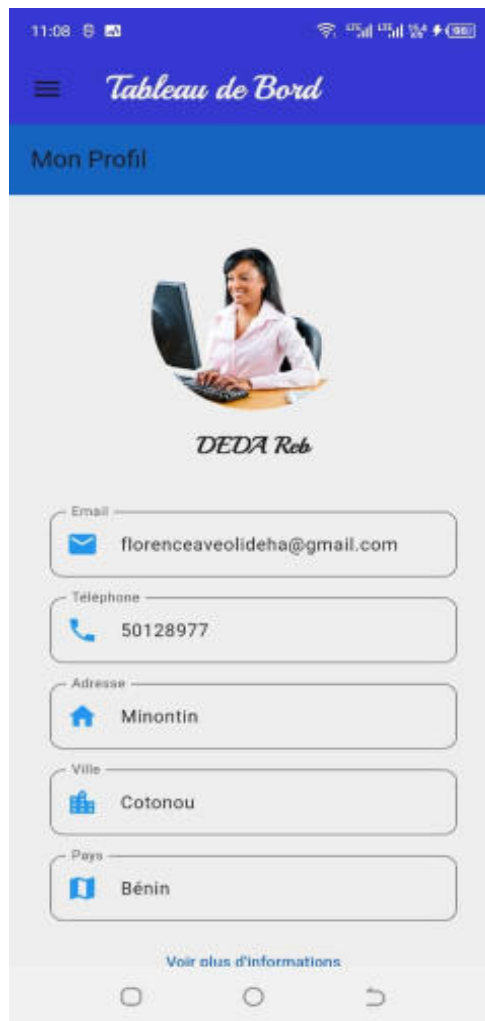 11:08
Tableau de Bord
Mon Profil
DEDA Reb
Email
florenceaveolideha@gmail.com
Téléphone
50128977
Adresse
Minontin
Ville
Cotonou
Pays
Bénin
Voir plus d'informations